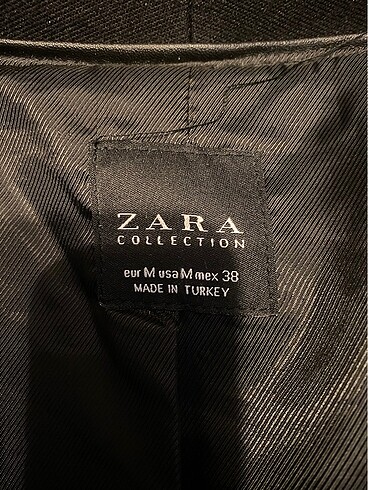 ZARA
COLLECTION
eur M usa M mex 38
MADE IN TURKEY